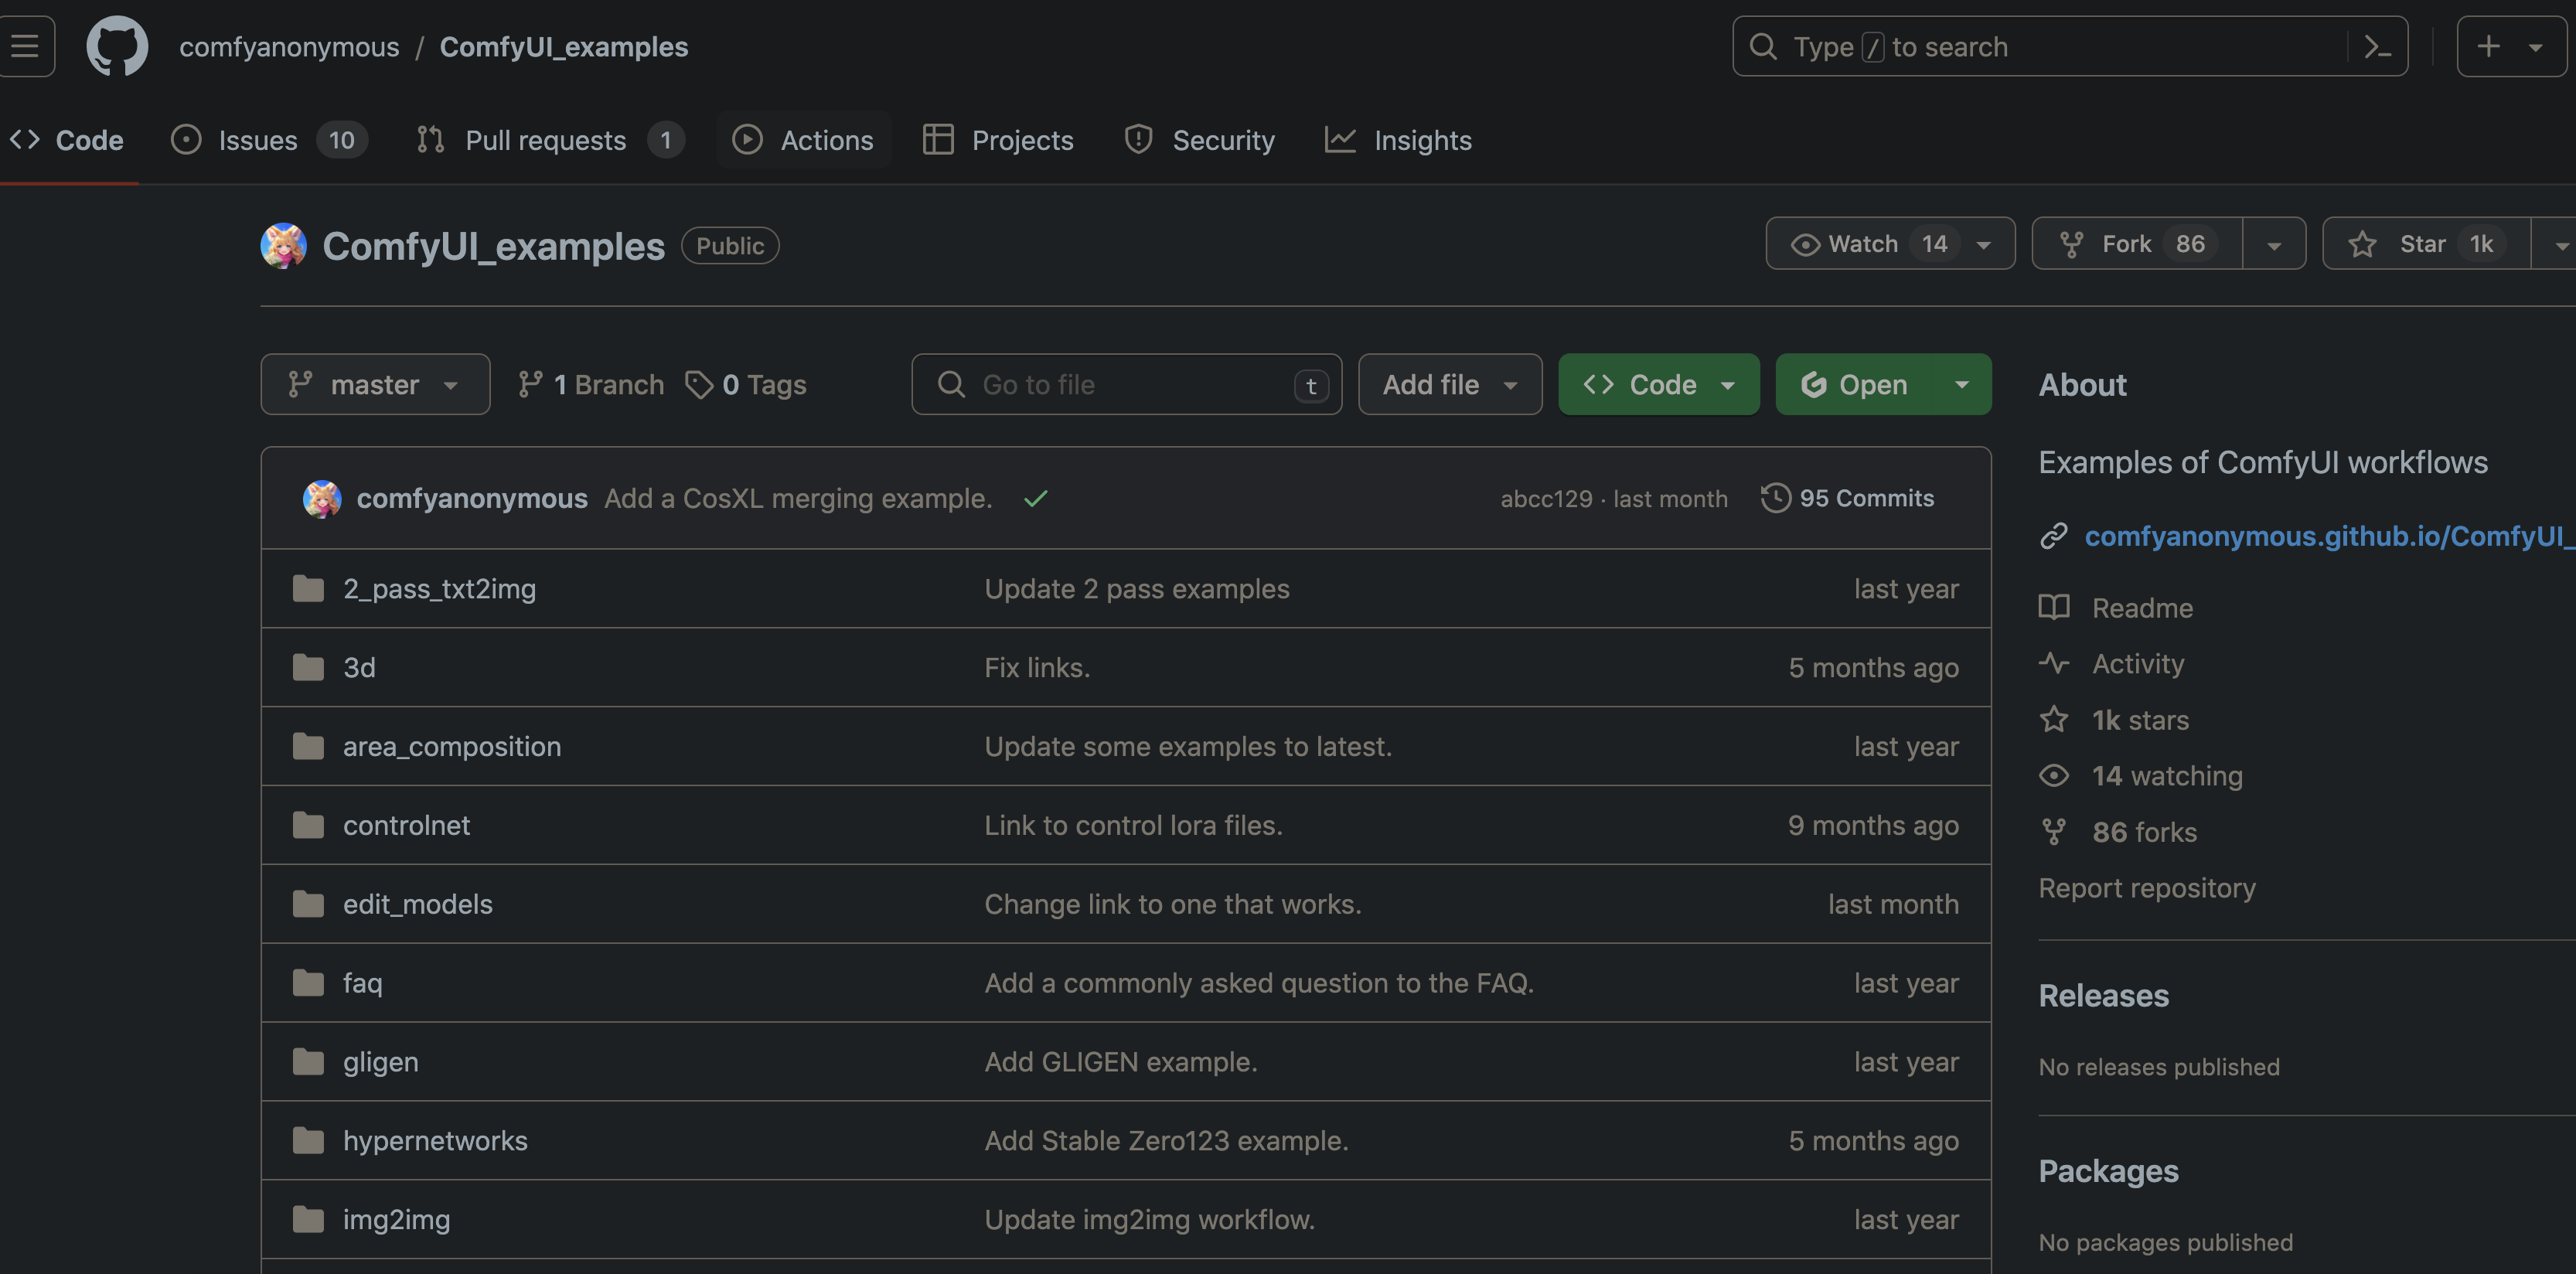 comfyanonymous / ComfyUI_examples
Type / to search
Code
Issues 10
Pull requests 1
Actions
Projects
Security
Insights
ComfyUI_examples Public
Watch 14
Fork 86
Star 1k
master
1 Branch
0 Tags
Go to file t
Add file
Code
Open
comfyanonymous Add a CosXL merging example. abcc129 · last month 95 Commits
2_pass_txt2img Update 2 pass examples last year
3d Fix links. 5 months ago
area_composition Update some examples to latest. last year
controlnet Link to control lora files. 9 months ago
edit_models Change link to one that works. last month
faq Add a commonly asked question to the FAQ. last year
gligen Add GLIGEN example. last year
hypernetworks Add Stable Zero123 example. 5 months ago
img2img Update img2img workflow. last year
About
Examples of ComfyUI workflows
comfyanonymous.github.io/ComfyUI_
Readme
Activity
1k stars
14 watching
86 forks
Report repository
Releases
No releases published
Packages
No packages published